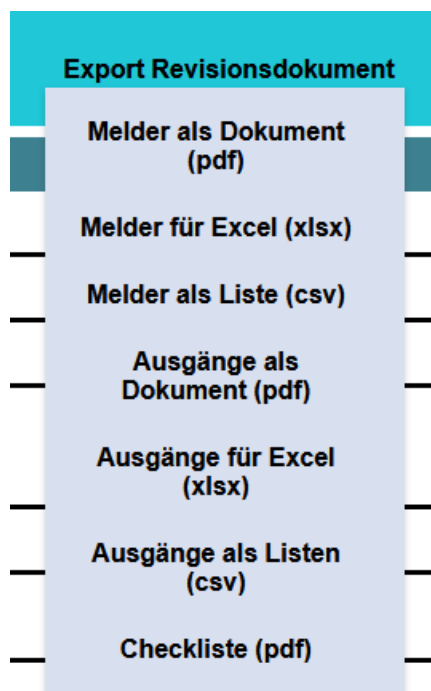 Export Revisionsdokument
Melder als Dokument
(pdf)
Melder für Excel (xlsx)
Melder als Liste (csv)
Ausgänge als
Dokument (pdf)
Ausgänge für Excel
(xlsx)
Ausgänge als Listen
(csv)
Checkliste (pdf)